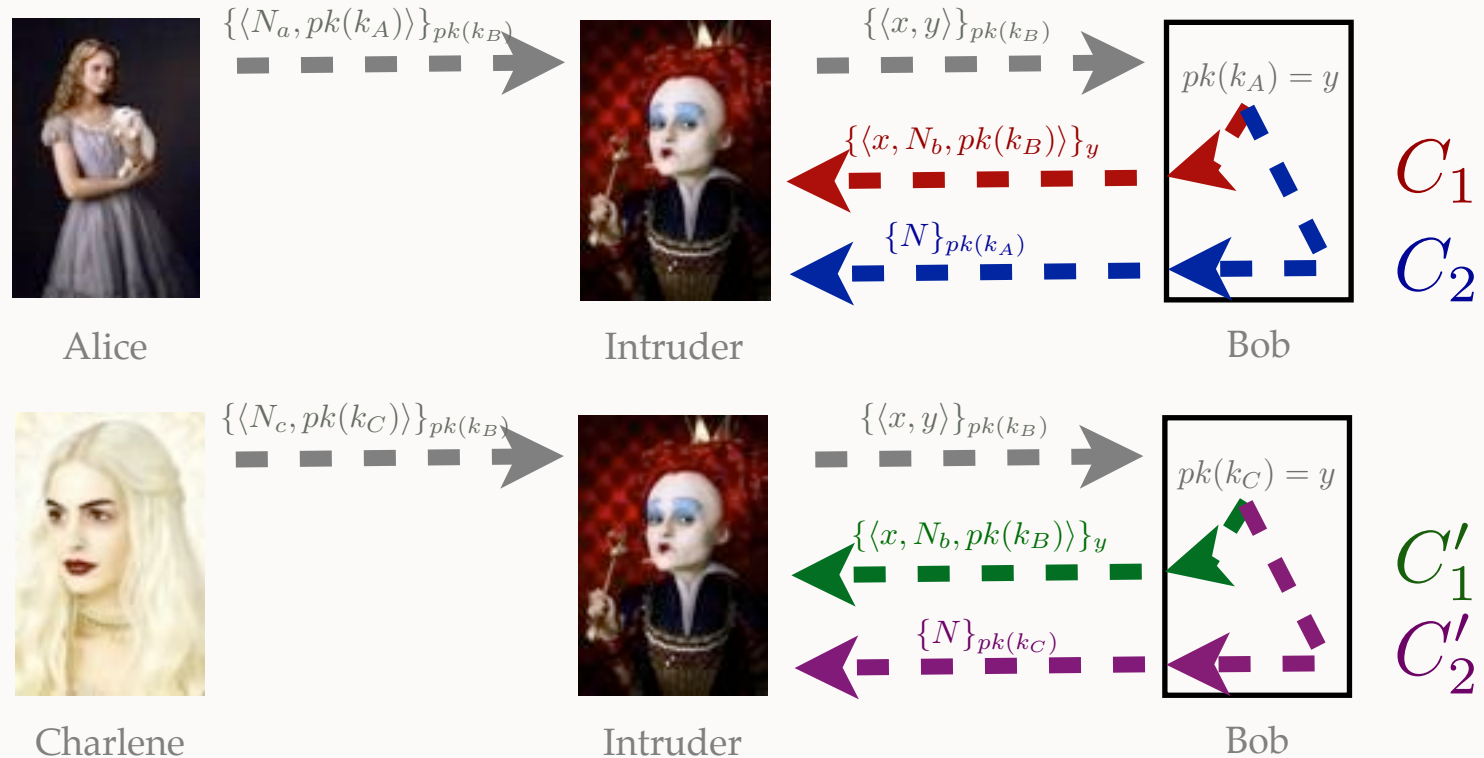 {⟨N_a, pk(k_A)⟩}_{pk(k_B)}
{⟨x, y⟩}_{pk(k_B)}
pk(k_A) = y
{⟨x, N_b, pk(k_B)⟩}_y
C_1
{N}_{pk(k_A)}
C_2
Alice Intruder Bob
{⟨N_c, pk(k_C)⟩}_{pk(k_B)}
{⟨x, y⟩}_{pk(k_B)}
pk(k_C) = y
{⟨x, N_b, pk(k_B)⟩}_y
C'_1
{N}_{pk(k_C)}
C'_2
Charlene Intruder Bob